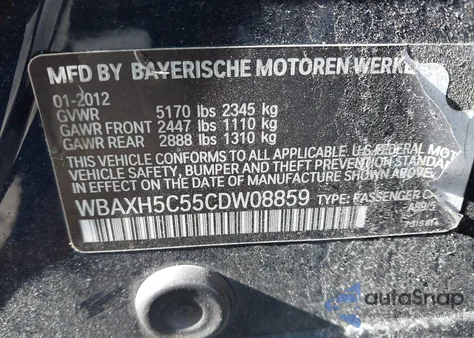 MFD BY BAYERISCHE MOTOREN WERKE
01-2012
GVWR 5170 lbs 2345 kg
GAWR FRONT 2447 lbs 1110 kg
GAWR REAR 2888 lbs 1310 kg
THIS VEHICLE CONFORMS TO ALL APPLICABLE U.S. FEDERAL MOT
VEHICLE SAFETY, BUMPER AND THEFT PREVENTION
STANDARDS IN EFFECT ON THE DATE OF MANUFACTURE
SHOWN ABOVE.
WBAXH5C55CDW08859 TYPE: PASSENGER CA
autoSnap